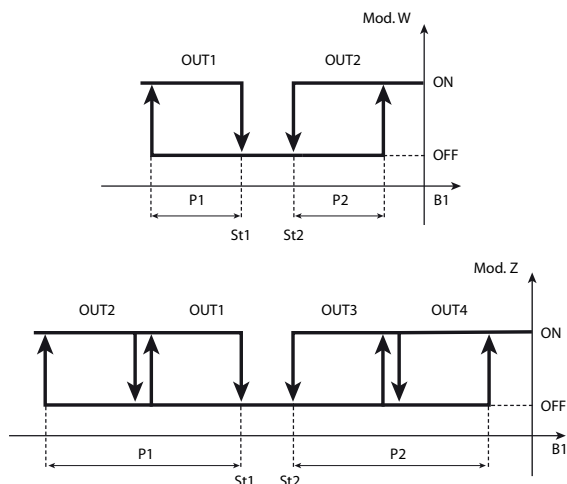 Mod. W
OUT1 OUT2
ON
OFF
P1 P2 B1
St1 St2
Mod. Z
OUT2 OUT1 OUT3 OUT4
ON
OFF
P1 P2 B1
St1 St2